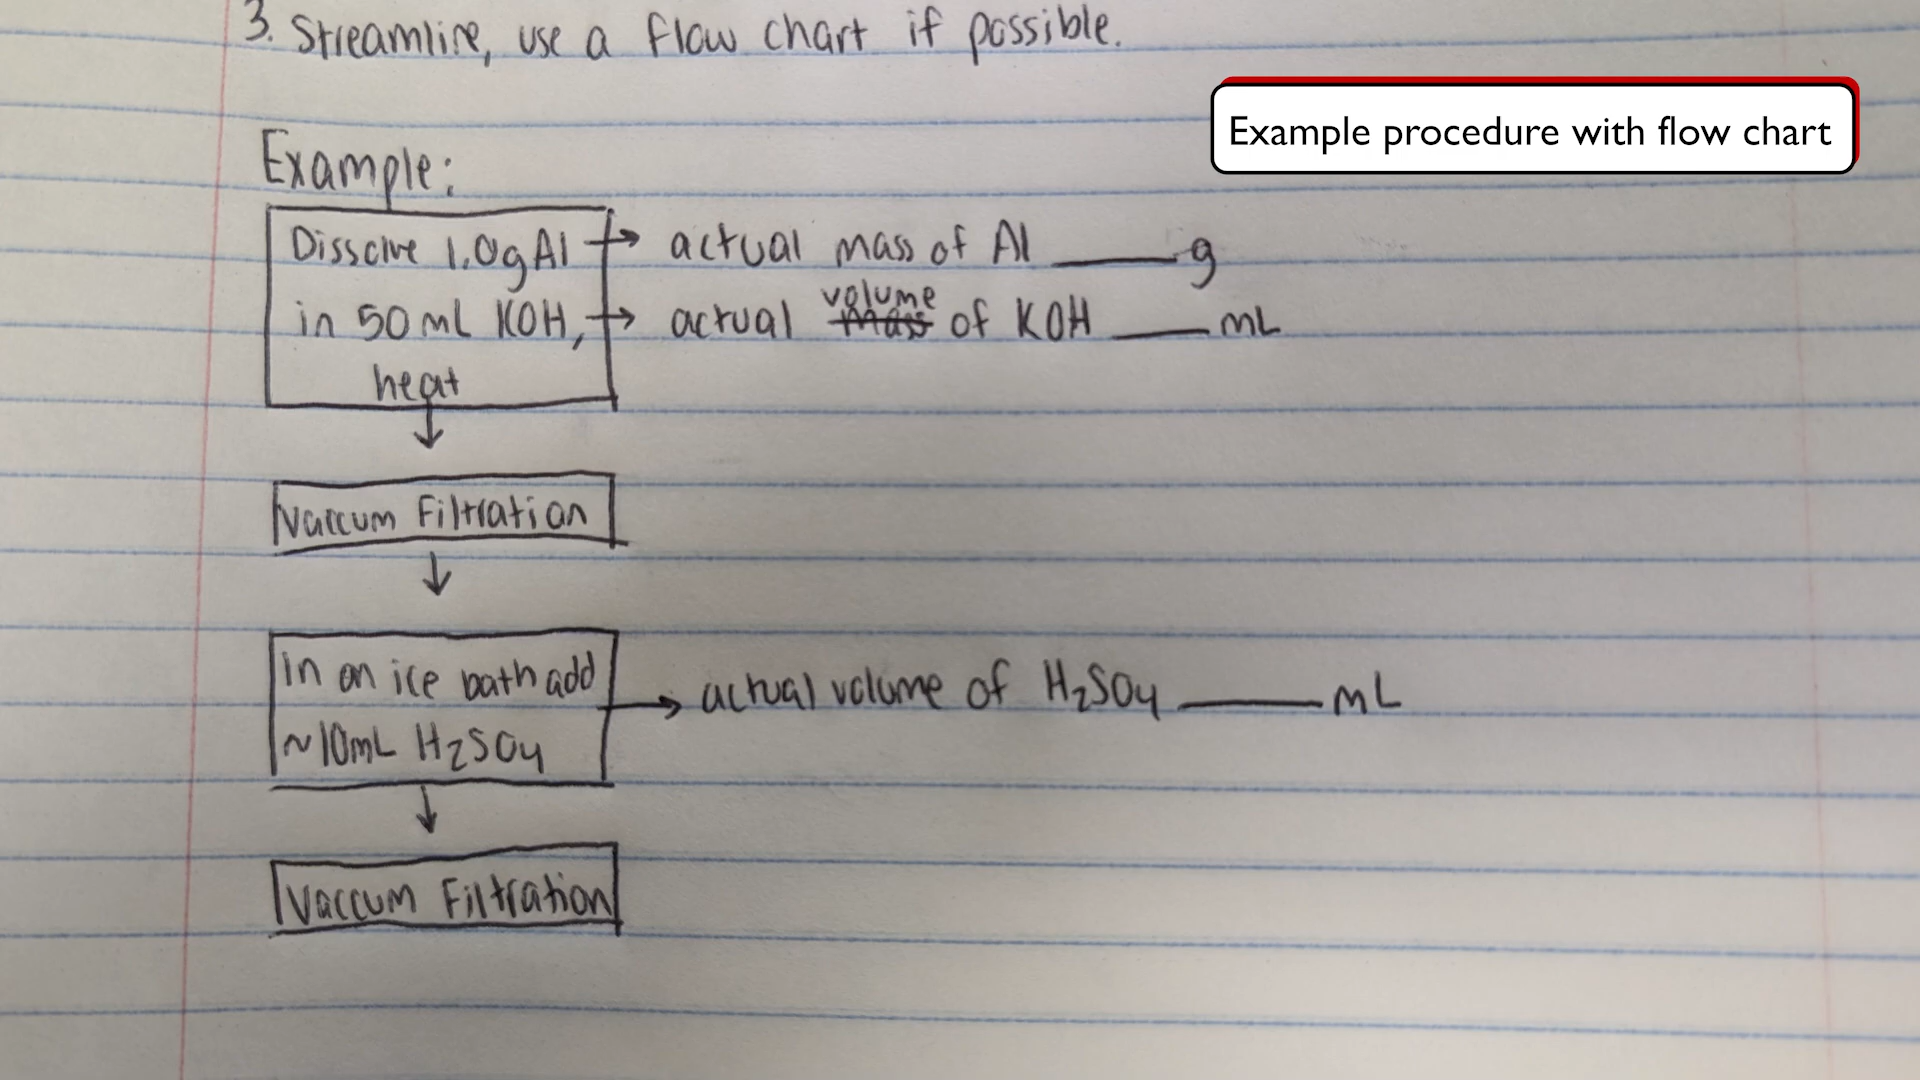 3. Streamline, use a flow chart if possible.
Example procedure with flow chart
Example:
Dissolve 1.0g Al → actual mass of Al ____ g
in 50 mL KOH, → actual ~~mass~~ volume of KOH ____ mL
heat
Vaccum Filtration
in an ice bath add
~10mL H₂SO₄ → actual volume of H₂SO₄ ____ mL
Vaccum Filtration